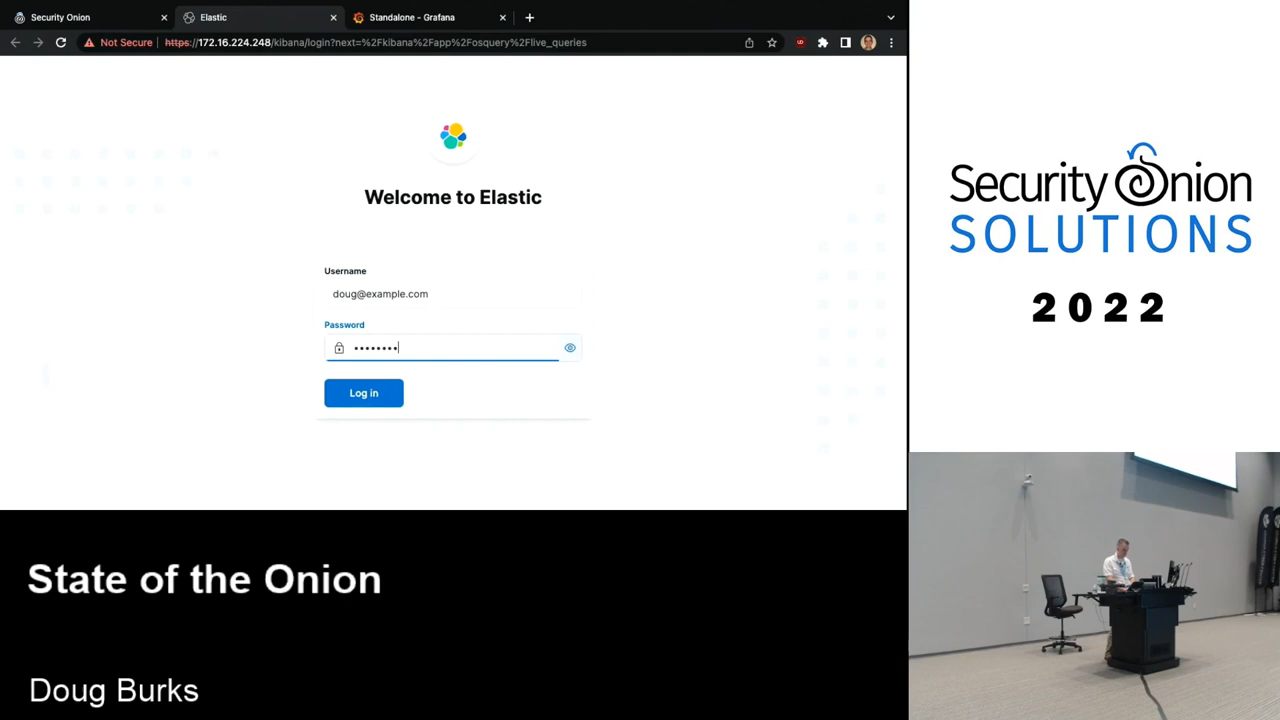 Security Onion
Elastic
Standalone - Grafana
Not Secure
https://172.16.224.248/kibana/login?next=%2Fkibana%2Fapp%2Fosquery%2Flive_queries
Welcome to Elastic
Username
doug@example.com
Password
••••••••
Log in
Security Onion
SOLUTIONS
2022
State of the Onion
Doug Burks